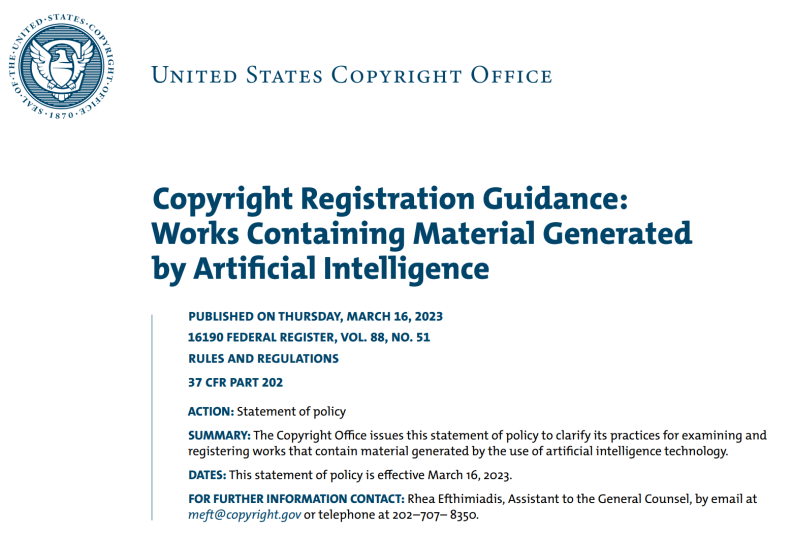 SEAL·OF·THE·UNITED·STATES·COPYRIGHT·OFFICE·
·1870·
UNITED STATES COPYRIGHT OFFICE
Copyright Registration Guidance:
Works Containing Material Generated
by Artificial Intelligence
PUBLISHED ON THURSDAY, MARCH 16, 2023
16190 FEDERAL REGISTER, VOL. 88, NO. 51
RULES AND REGULATIONS
37 CFR PART 202
ACTION: Statement of policy
SUMMARY: The Copyright Office issues this statement of policy to clarify its practices for examining and
registering works that contain material generated by the use of artificial intelligence technology.
DATES: This statement of policy is effective March 16, 2023.
FOR FURTHER INFORMATION CONTACT: Rhea Efthimiadis, Assistant to the General Counsel, by email at
meft@copyright.gov or telephone at 202–707– 8350.